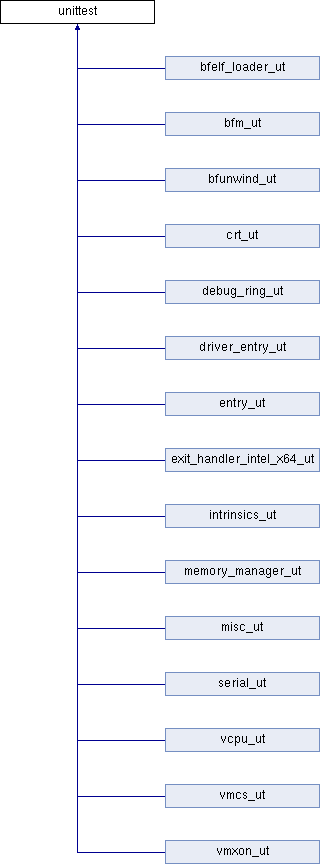 unittest
bfelf_loader_ut
bfm_ut
bfunwind_ut
crt_ut
debug_ring_ut
driver_entry_ut
entry_ut
exit_handler_intel_x64_ut
intrinsics_ut
memory_manager_ut
misc_ut
serial_ut
vcpu_ut
vmcs_ut
vmxon_ut